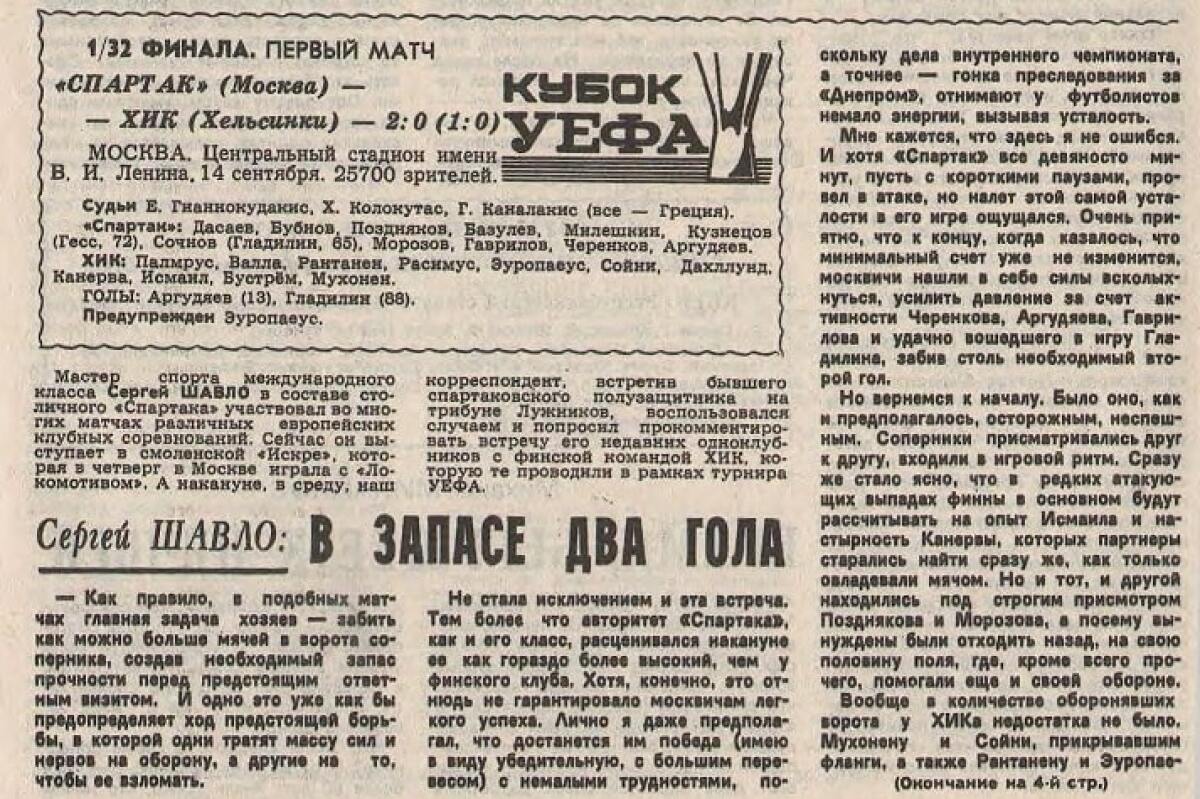 1/32 ФИНАЛА. ПЕРВЫЙ МАТЧ
«СПАРТАК» (Москва) —
— ХИК (Хельсинки) — 2:0 (1:0)
КУБОК
УЕФА
МОСКВА. Центральный стадион имени
В. И. Ленина. 14 сентября. 25700 зрителей.
Судьи Е. Гианнокудакис, Х. Колокутас, Г. Каналакис (все — Греция).
«Спартак»: Дасаев, Бубнов, Поздняков, Базулев, Милешкин, Кузнецов
(Гесс, 72), Сочнов (Гладилин, 65), Морозов, Гаврилов, Черенков, Аргудяев.
ХИК: Палмрус, Валла, Рантанен, Расимус, Эуропаеус, Сойни, Дахллунд,
Канерва, Исмаил, Бустрём, Мухонен.
ГОЛЫ: Аргудяев (13), Гладилин (88).
Предупрежден Эуропаеус.
Мастер спорта международного
класса Сергей ШАВЛО в составе сто-
личного «Спартака» участвовал во мно-
гих матчах различных европейских
клубных соревнований. Сейчас он вы-
ступает в смоленской «Искре», кото-
рая в четверг в Москве играла с «Ло-
комотивом». А накануне, в среду, наш
корреспондент, встретив бывшего
спартаковского полузащитника на
трибуне Лужников, воспользовался
случаем и попросил прокомментиро-
вать встречу его недавних одноклуб-
ников с финской командой ХИК, ко-
торую те проводили в рамках турнира
УЕФА.
Сергей ШАВЛО: В ЗАПАСЕ ДВА ГОЛА
— Как правило, в подобных мат-
чах главная задача хозяев — забить
как можно больше мячей в ворота со-
перника, создав необходимый запас
прочности перед предстоящим ответ-
ным визитом. И одно это уже как бы
предопределяет ход предстоящей борь-
бы, в которой одни тратят массу сил и
нервов на оборону, а другие на то,
чтобы ее взломать.
Не стала исключением и эта встреча.
Тем более что авторитет «Спартака»,
как и его класс, расценивался накануне
ее как гораздо более высокий, чем у
финского клуба. Хотя, конечно, это от-
нюдь не гарантировало москвичам лег-
кого успеха. Лично я даже предпола-
гал, что достанется им победа (имею
в виду убедительную, с большим пере-
весом) с немалыми трудностями, по-
скольку дела внутреннего чемпионата,
а точнее — гонка преследования за
«Днепром», отнимают у футболистов
немало энергии, вызывая усталость.
Мне кажется, что здесь я не ошибся.
И хотя «Спартак» все девяносто ми-
нут, пусть с короткими паузами, про-
вел в атаке, но налет этой самой уста-
лости в его игре ощущался. Очень при-
ятно, что к концу, когда казалось, что
минимальный счет уже не изменится,
москвичи нашли в себе силы всколых-
нуться, усилить давление за счет ак-
тивности Черенкова, Аргудяева, Гаври-
лова и удачно вошедшего в игру Гла-
дилина, забив столь необходимый вто-
рой гол.
Но вернемся к началу. Было оно, как
и предполагалось, осторожным, неспеш-
ным. Соперники присматривались друг
к другу, входили в игровой ритм. Сразу
же стало ясно, что в редких атакую-
щих выпадах финны в основном будут
рассчитывать на опыт Исмаила и на-
стырность Канервы, которых партнеры
старались найти сразу же, как только
овладевали мячом. Но и тот, и другой
находились под строгим присмотром
Позднякова и Морозова, а посему вы-
нуждены были отходить назад, на свою
половину поля, где, кроме всего про-
чего, помогали еще и своей обороне.
Вообще в количестве оборонявших
ворота у ХИКа недостатка не было.
Мухонену и Сойни, прикрывавшим
фланги, а также Рантанену и Эуропае-
(Окончание на 4-й стр.)